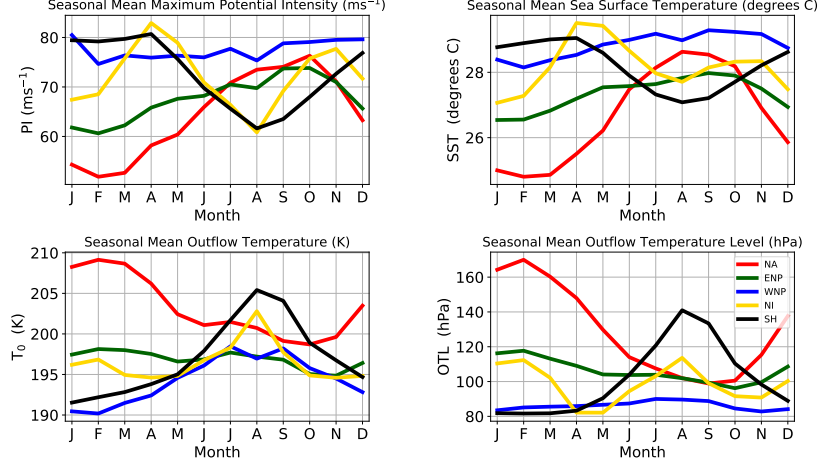 Seasonal Mean Maximum Potential Intensity (ms⁻¹)
PI (ms⁻¹)
80
70
60
J F M A M J J A S O N D
Month
Seasonal Mean Sea Surface Temperature (degrees C)
SST (degrees C)
28
26
J F M A M J J A S O N D
Month
Seasonal Mean Outflow Temperature (K)
T₀ (K)
210
205
200
195
190
J F M A M J J A S O N D
Month
Seasonal Mean Outflow Temperature Level (hPa)
OTL (hPa)
160
140
120
100
80
NA
ENP
WNP
NI
SH
J F M A M J J A S O N D
Month